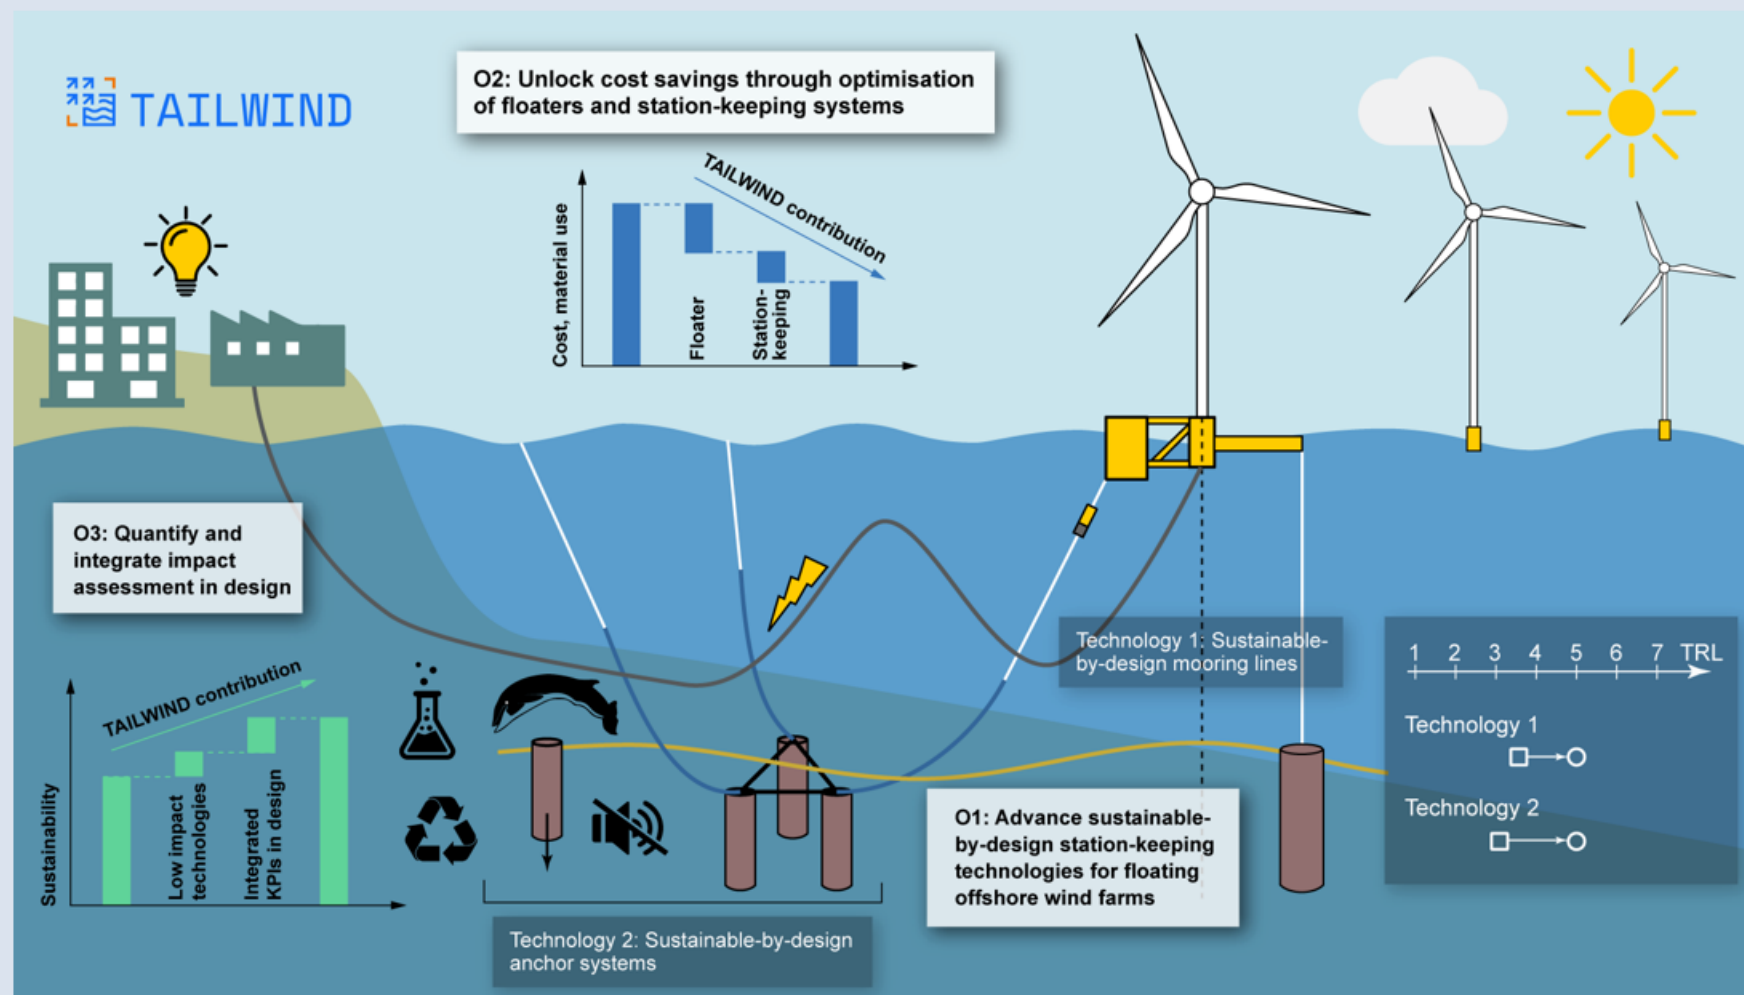 TAILWIND
O2: Unlock cost savings through optimisation
of floaters and station-keeping systems
Cost, material use
TAILWIND contribution
Floater
Station-
keeping
O3: Quantify and
integrate impact
assessment in design
Sustainability
TAILWIND contribution
Low impact
technologies
Integrated
KPIs in design
Technology 2: Sustainable-by-design
anchor systems
Technology 1: Sustainable-
by-design mooring lines
O1: Advance sustainable-
by-design station-keeping
technologies for floating
offshore wind farms
1 2 3 4 5 6 7 TRL
Technology 1
Technology 2